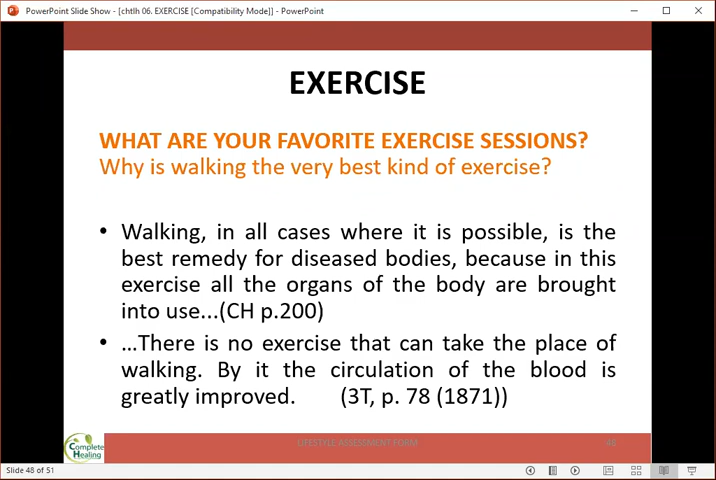 PowerPoint Slide Show - [chtlh 06. EXERCISE [Compatibility Mode]] - PowerPoint
EXERCISE
WHAT ARE YOUR FAVORITE EXERCISE SESSIONS?
Why is walking the very best kind of exercise?
• Walking, in all cases where it is possible, is the
best remedy for diseased bodies, because in this
exercise all the organs of the body are brought
into use...(CH p.200)
• ...There is no exercise that can take the place of
walking. By it the circulation of the blood is
greatly improved. (3T, p. 78 (1871))
Complete
Healing
LIFESTYLE ASSESSMENT FORM
48
Slide 48 of 51